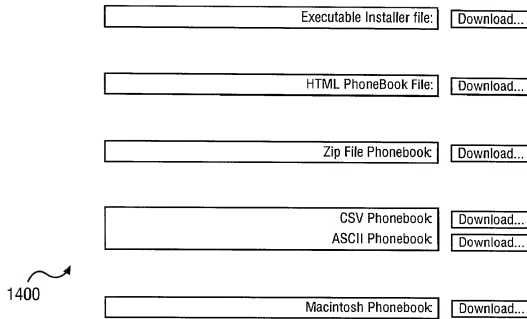 Executable Installer file: Download...
HTML PhoneBook File: Download...
Zip File Phonebook: Download...
CSV Phonebook: Download...
ASCII Phonebook: Download...
1400
Macintosh Phonebook: Download...